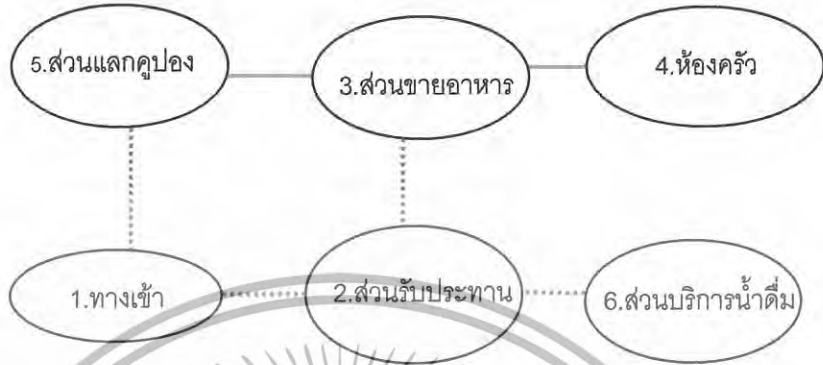 5.ส่วนแลกคูปอง
3.ส่วนขายอาหาร
4.ห้องครัว
1.ทางเข้า
2.ส่วนรับประทาน
6.ส่วนบริการน้ำดื่ม